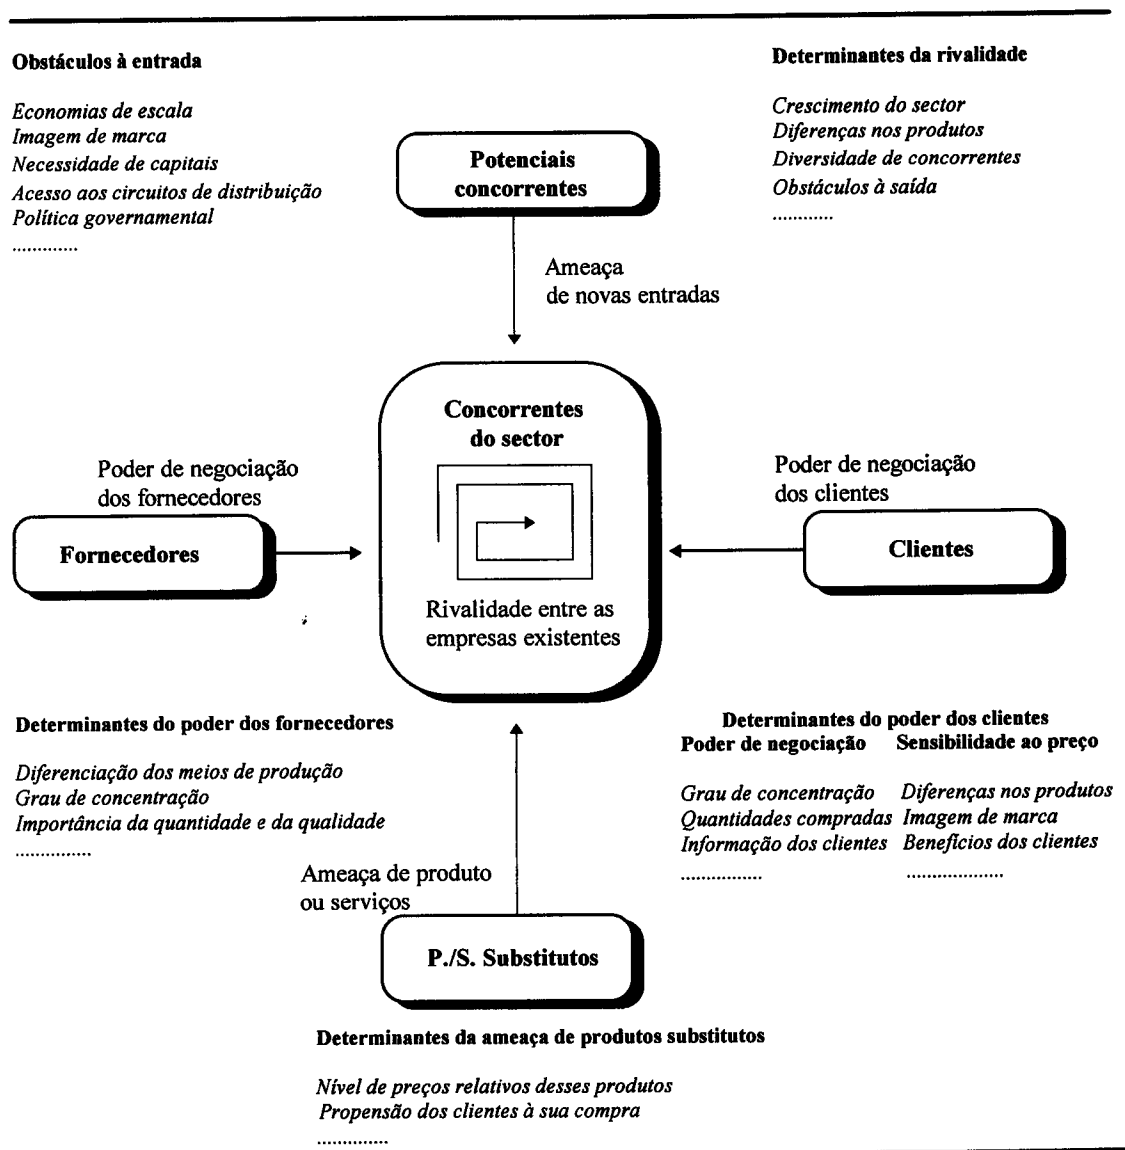 Obstáculos à entrada
Economias de escala
Imagem de marca
Necessidade de capitais
Acesso aos circuitos de distribuição
Política governamental
.............
Determinantes da rivalidade
Crescimento do sector
Diferenças nos produtos
Diversidade de concorrentes
Obstáculos à saída
............
Potenciais
concorrentes
Ameaça
de novas entradas
Concorrentes
do sector
Rivalidade entre as
empresas existentes
Poder de negociação
dos fornecedores
Fornecedores
Poder de negociação
dos clientes
Clientes
Determinantes do poder dos fornecedores
Diferenciação dos meios de produção
Grau de concentração
Importância da quantidade e da qualidade
...............
Determinantes do poder dos clientes
Poder de negociação
Grau de concentração
Quantidades compradas
Informação dos clientes
................
Sensibilidade ao preço
Diferenças nos produtos
Imagem de marca
Benefícios dos clientes
...................
Ameaça de produto
ou serviços
P./S. Substitutos
Determinantes da ameaça de produtos substitutos
Nível de preços relativos desses produtos
Propensão dos clientes à sua compra
..............